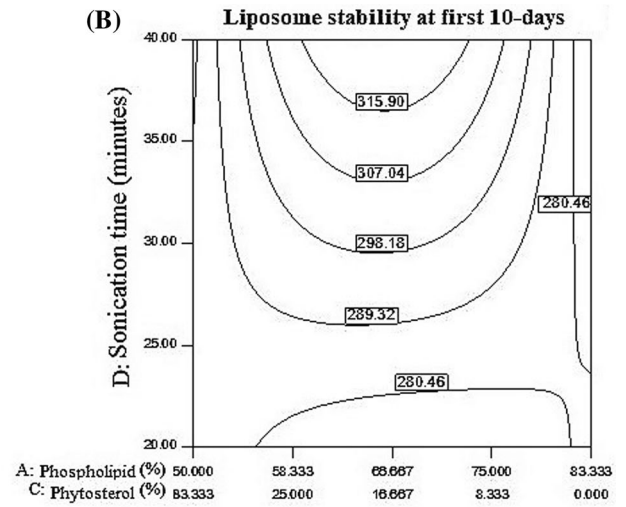 (B) Liposome stability at first 10-days
D: Sonication time (minutes)
40.00
35.00
30.00
25.00
20.00
315.90
307.04
298.18
289.32
280.46
280.46
A: Phospholipid (%) 50.000 58.333 66.667 75.000 83.333
C: Phytosterol (%) 83.333 25.000 16.667 8.333 0.000